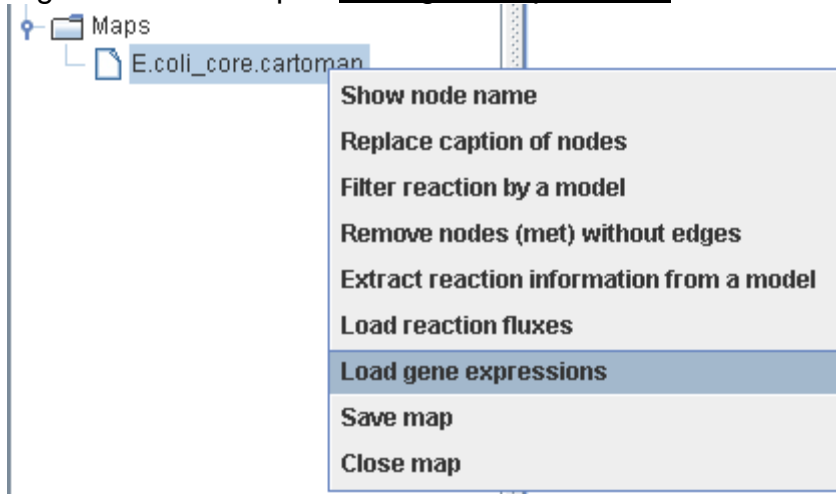 Maps
E.coli_core.cartoman
Show node name
Replace caption of nodes
Filter reaction by a model
Remove nodes (met) without edges
Extract reaction information from a model
Load reaction fluxes
Load gene expressions
Save map
Close map